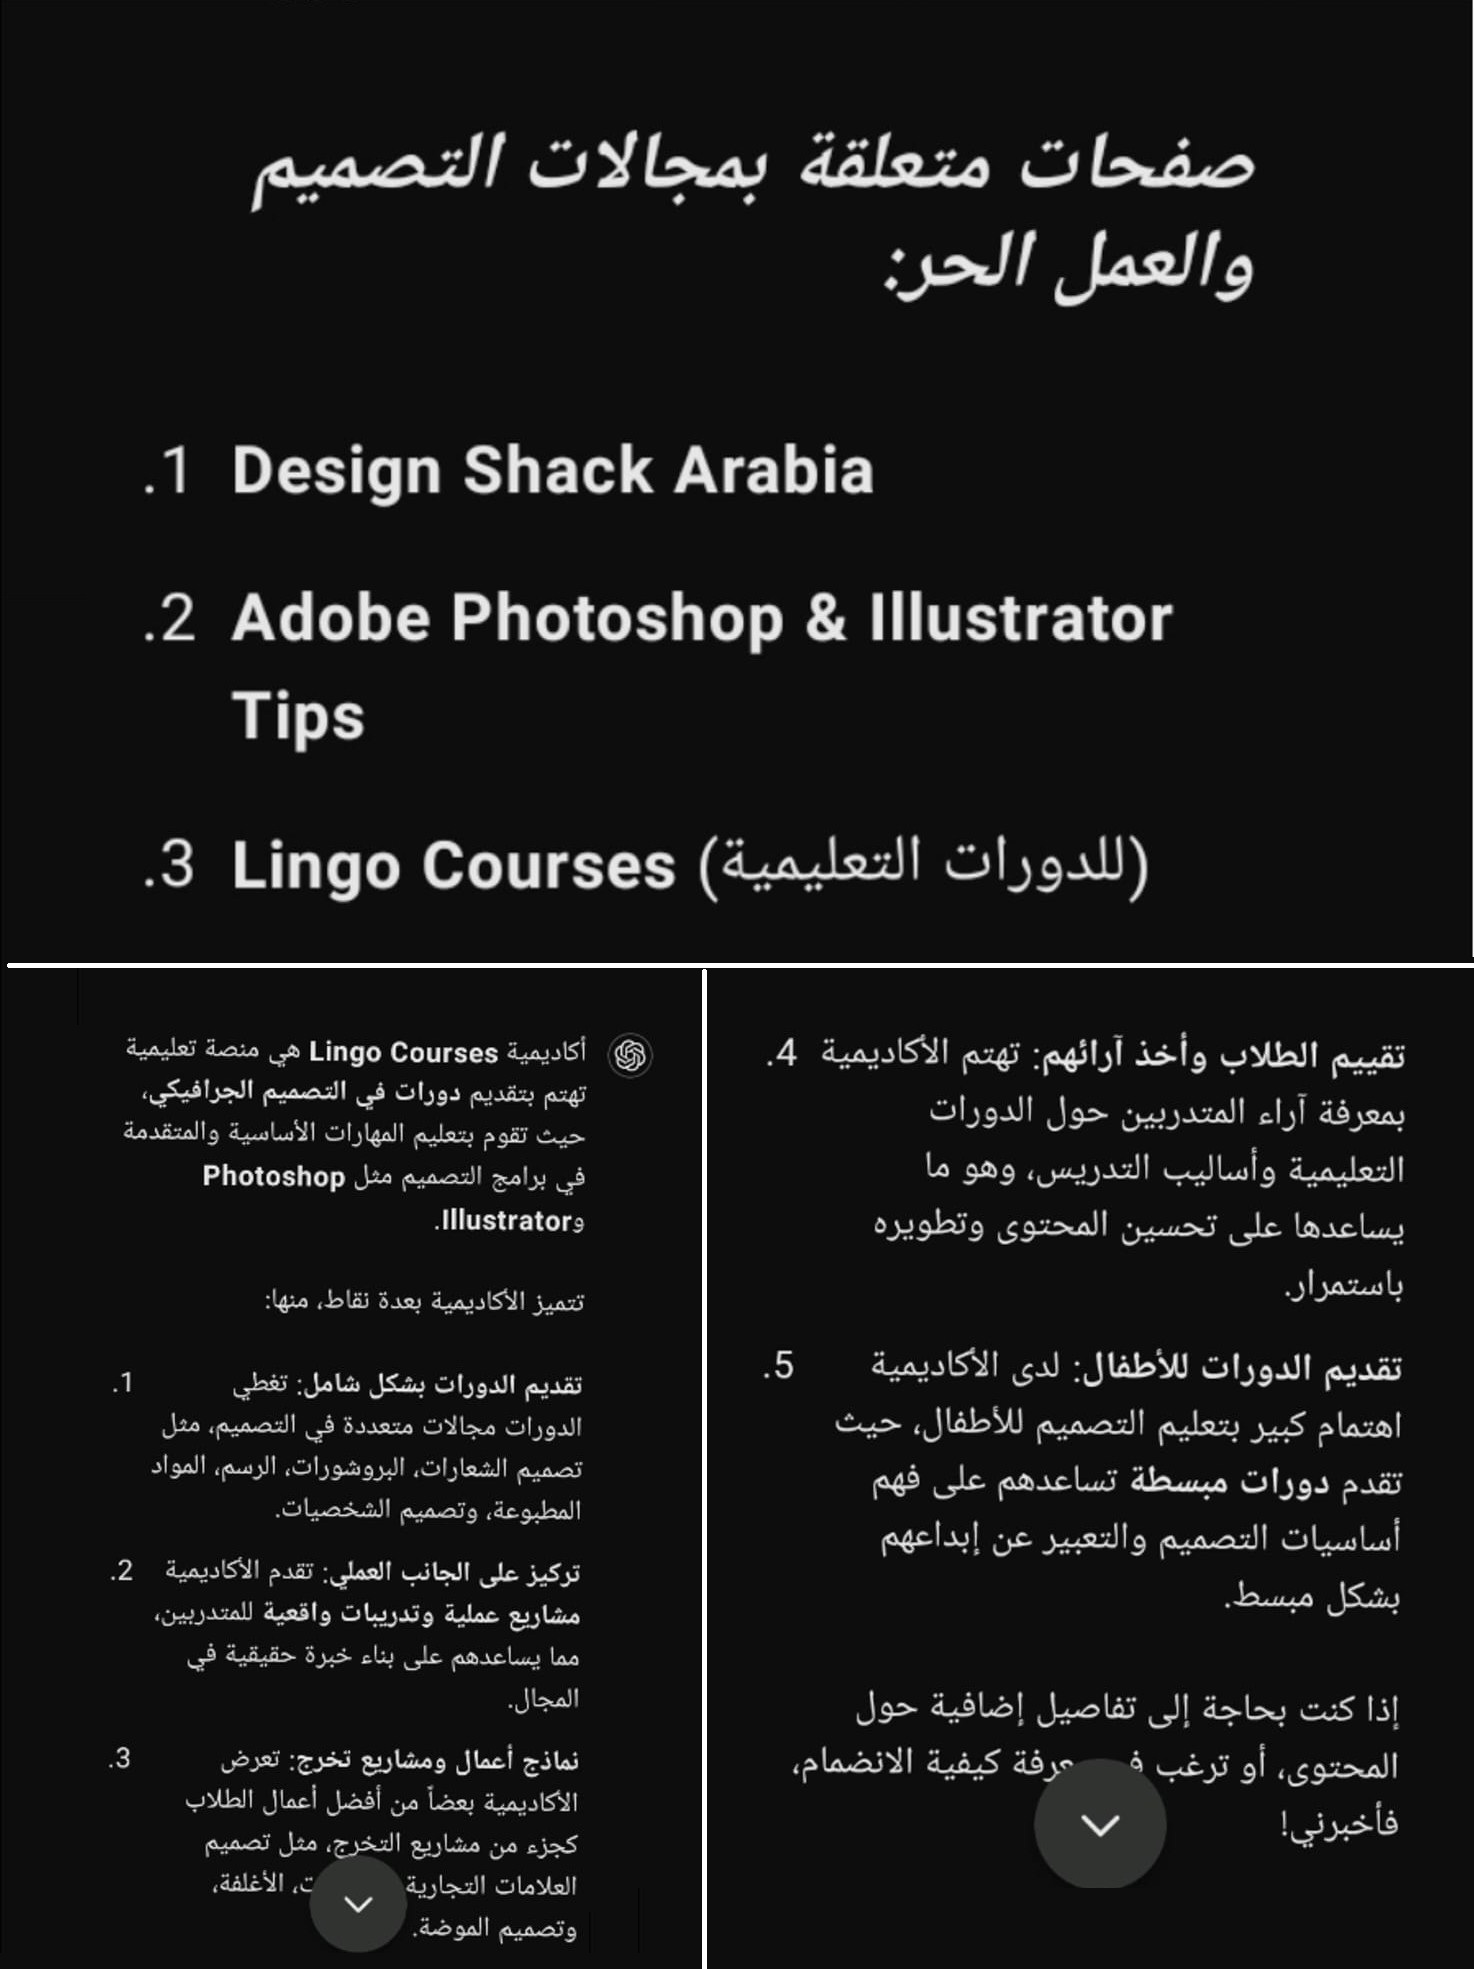 صفحات متعلقة بمجالات التصميم
والعمل الحر:
.1 Design Shack Arabia
.2 Adobe Photoshop & Illustrator
Tips
.3 Lingo Courses (للدورات التعليمية)
أكاديمية Lingo Courses هي منصة تعليمية
تهتم بتقديم دورات في التصميم الجرافيكي،
حيث تقوم بتعليم المهارات الأساسية والمتقدمة
في برامج التصميم مثل Photoshop
وIllustrator.
تتميز الأكاديمية بعدة نقاط، منها:
1. تقديم الدورات بشكل شامل: تغطي
الدورات مجالات متعددة في التصميم، مثل
تصميم الشعارات، البروشورات، الرسم، المواد
المطبوعة، وتصميم الشخصيات.
2. تركيز على الجانب العملي: تقدم الأكاديمية
مشاريع عملية وتدريبات واقعية للمتدربين،
مما يساعدهم على بناء خبرة حقيقية في
المجال.
3. نماذج أعمال ومشاريع تخرج: تعرض
الأكاديمية بعضاً من أفضل أعمال الطلاب
كجزء من مشاريع التخرج، مثل تصميم
العلامات التجارية الأغلفة،
وتصميم الموضة.
4. تقييم الطلاب وأخذ آرائهم: تهتم الأكاديمية
بمعرفة آراء المتدربين حول الدورات
التعليمية وأساليب التدريس، وهو ما
يساعدها على تحسين المحتوى وتطويره
باستمرار.
5. تقديم الدورات للأطفال: لدى الأكاديمية
اهتمام كبير بتعليم التصميم للأطفال، حيث
تقدم دورات مبسطة تساعدهم على فهم
أساسيات التصميم والتعبير عن إبداعهم
بشكل مبسط.
إذا كنت بحاجة إلى تفاصيل إضافية حول
المحتوى، أو ترغب في معرفة كيفية الانضمام،
فأخبرني!